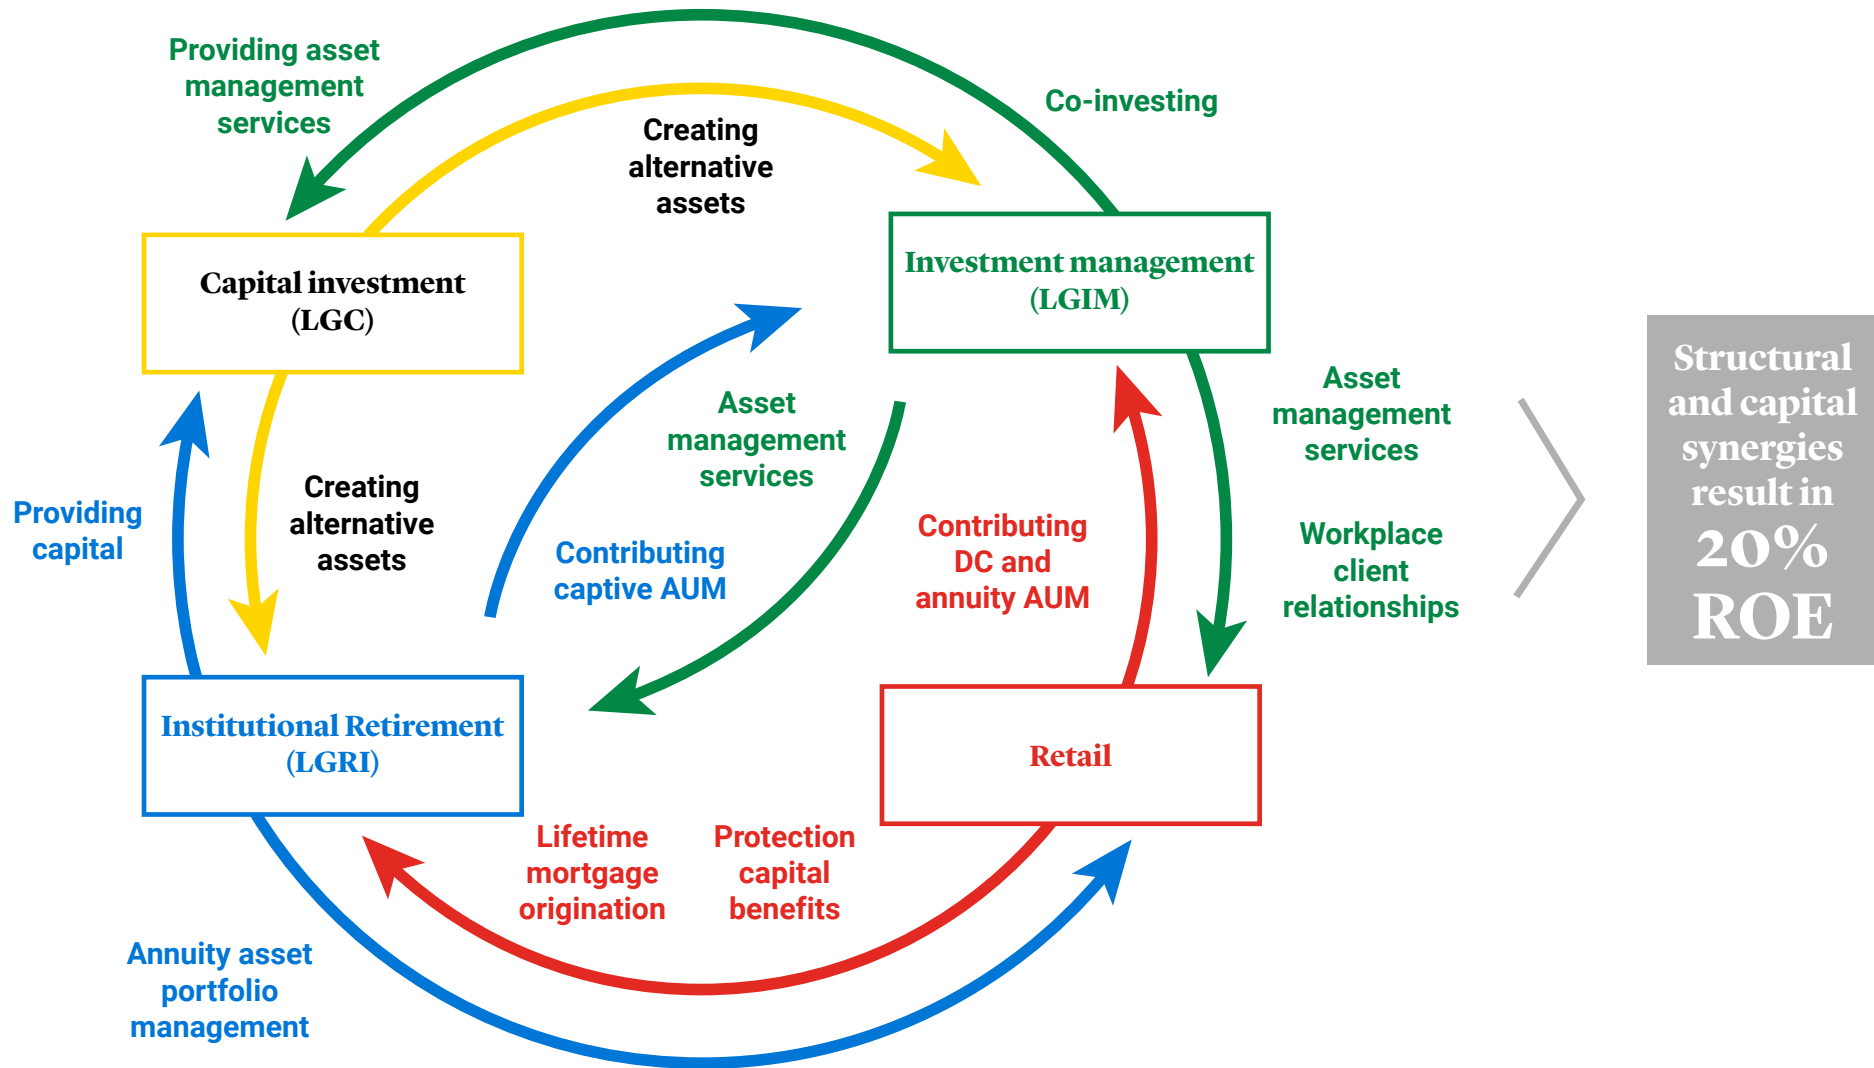 Providing asset
management
services
Co-investing
Creating
alternative
assets
Capital investment
(LGC)
Investment management
(LGIM)
Asset
management
services
Asset
management
services
Workplace
client
relationships
Structural
and capital
synergies
result in
20%
ROE
Providing
capital
Creating
alternative
assets
Contributing
captive AUM
Contributing
DC and
annuity AUM
Institutional Retirement
(LGRI)
Retail
Lifetime
mortgage
origination
Protection
capital
benefits
Annuity asset
portfolio
management